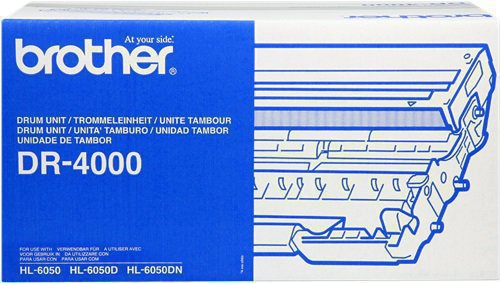 At your side.
brother®
DRUM UNIT / TROMMELEINHEIT / UNITE TAMBOUR
DRUM UNIT / UNITA' TAMBURO / UNIDAD TAMBOR
UNIDADE DE TAMBOR
DR-4000
FOR USE WITH / VERWENDBAR FÜR / A UTILISER AVEC
VOOR GEBRUIK IN / DA UTILIZZARE CON
PARA USAR CON / PARA USAR COM
HL-6050 HL-6050D HL-6050DN